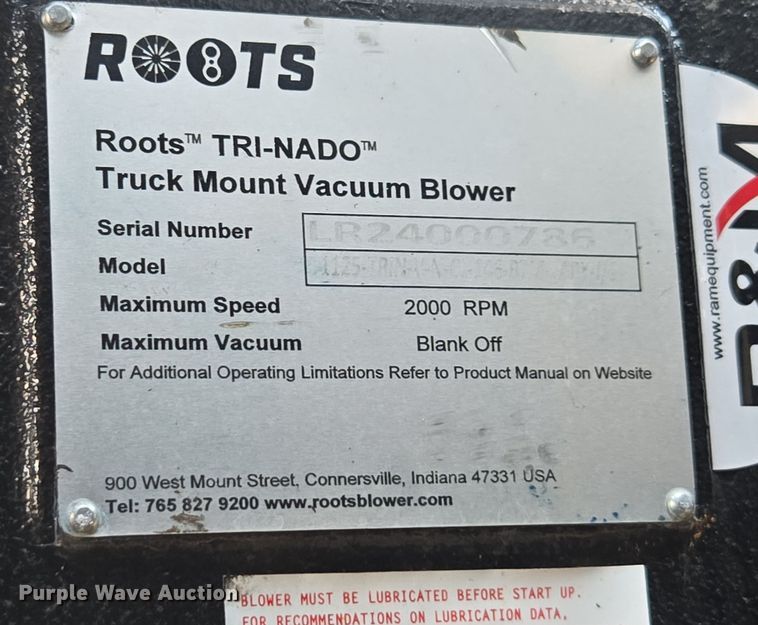 ROOTS
Roots™ TRI-NADO™
Truck Mount Vacuum Blower
Serial Number LR24000786
Model
Maximum Speed 2000 RPM
Maximum Vacuum Blank Off
For Additional Operating Limitations Refer to Product Manual on Website
900 West Mount Street, Connersville, Indiana 47331 USA
Tel: 765 827 9200 www.rootsblower.com
www.ramequipment.com
Purple Wave Auction
BLOWER MUST BE LUBRICATED BEFORE START UP.
FOR RECOMMENDATIONS ON LUBRICATION DATA,